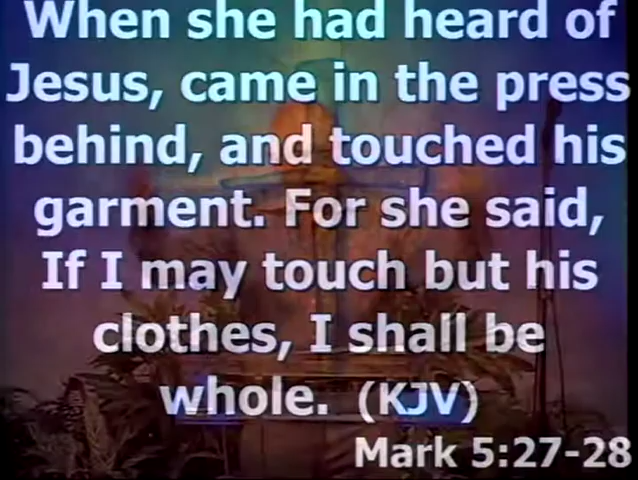 When she had heard of
Jesus, came in the press
behind, and touched his
garment. For she said,
If I may touch but his
clothes, I shall be
whole. (KJV)
Mark 5:27-28